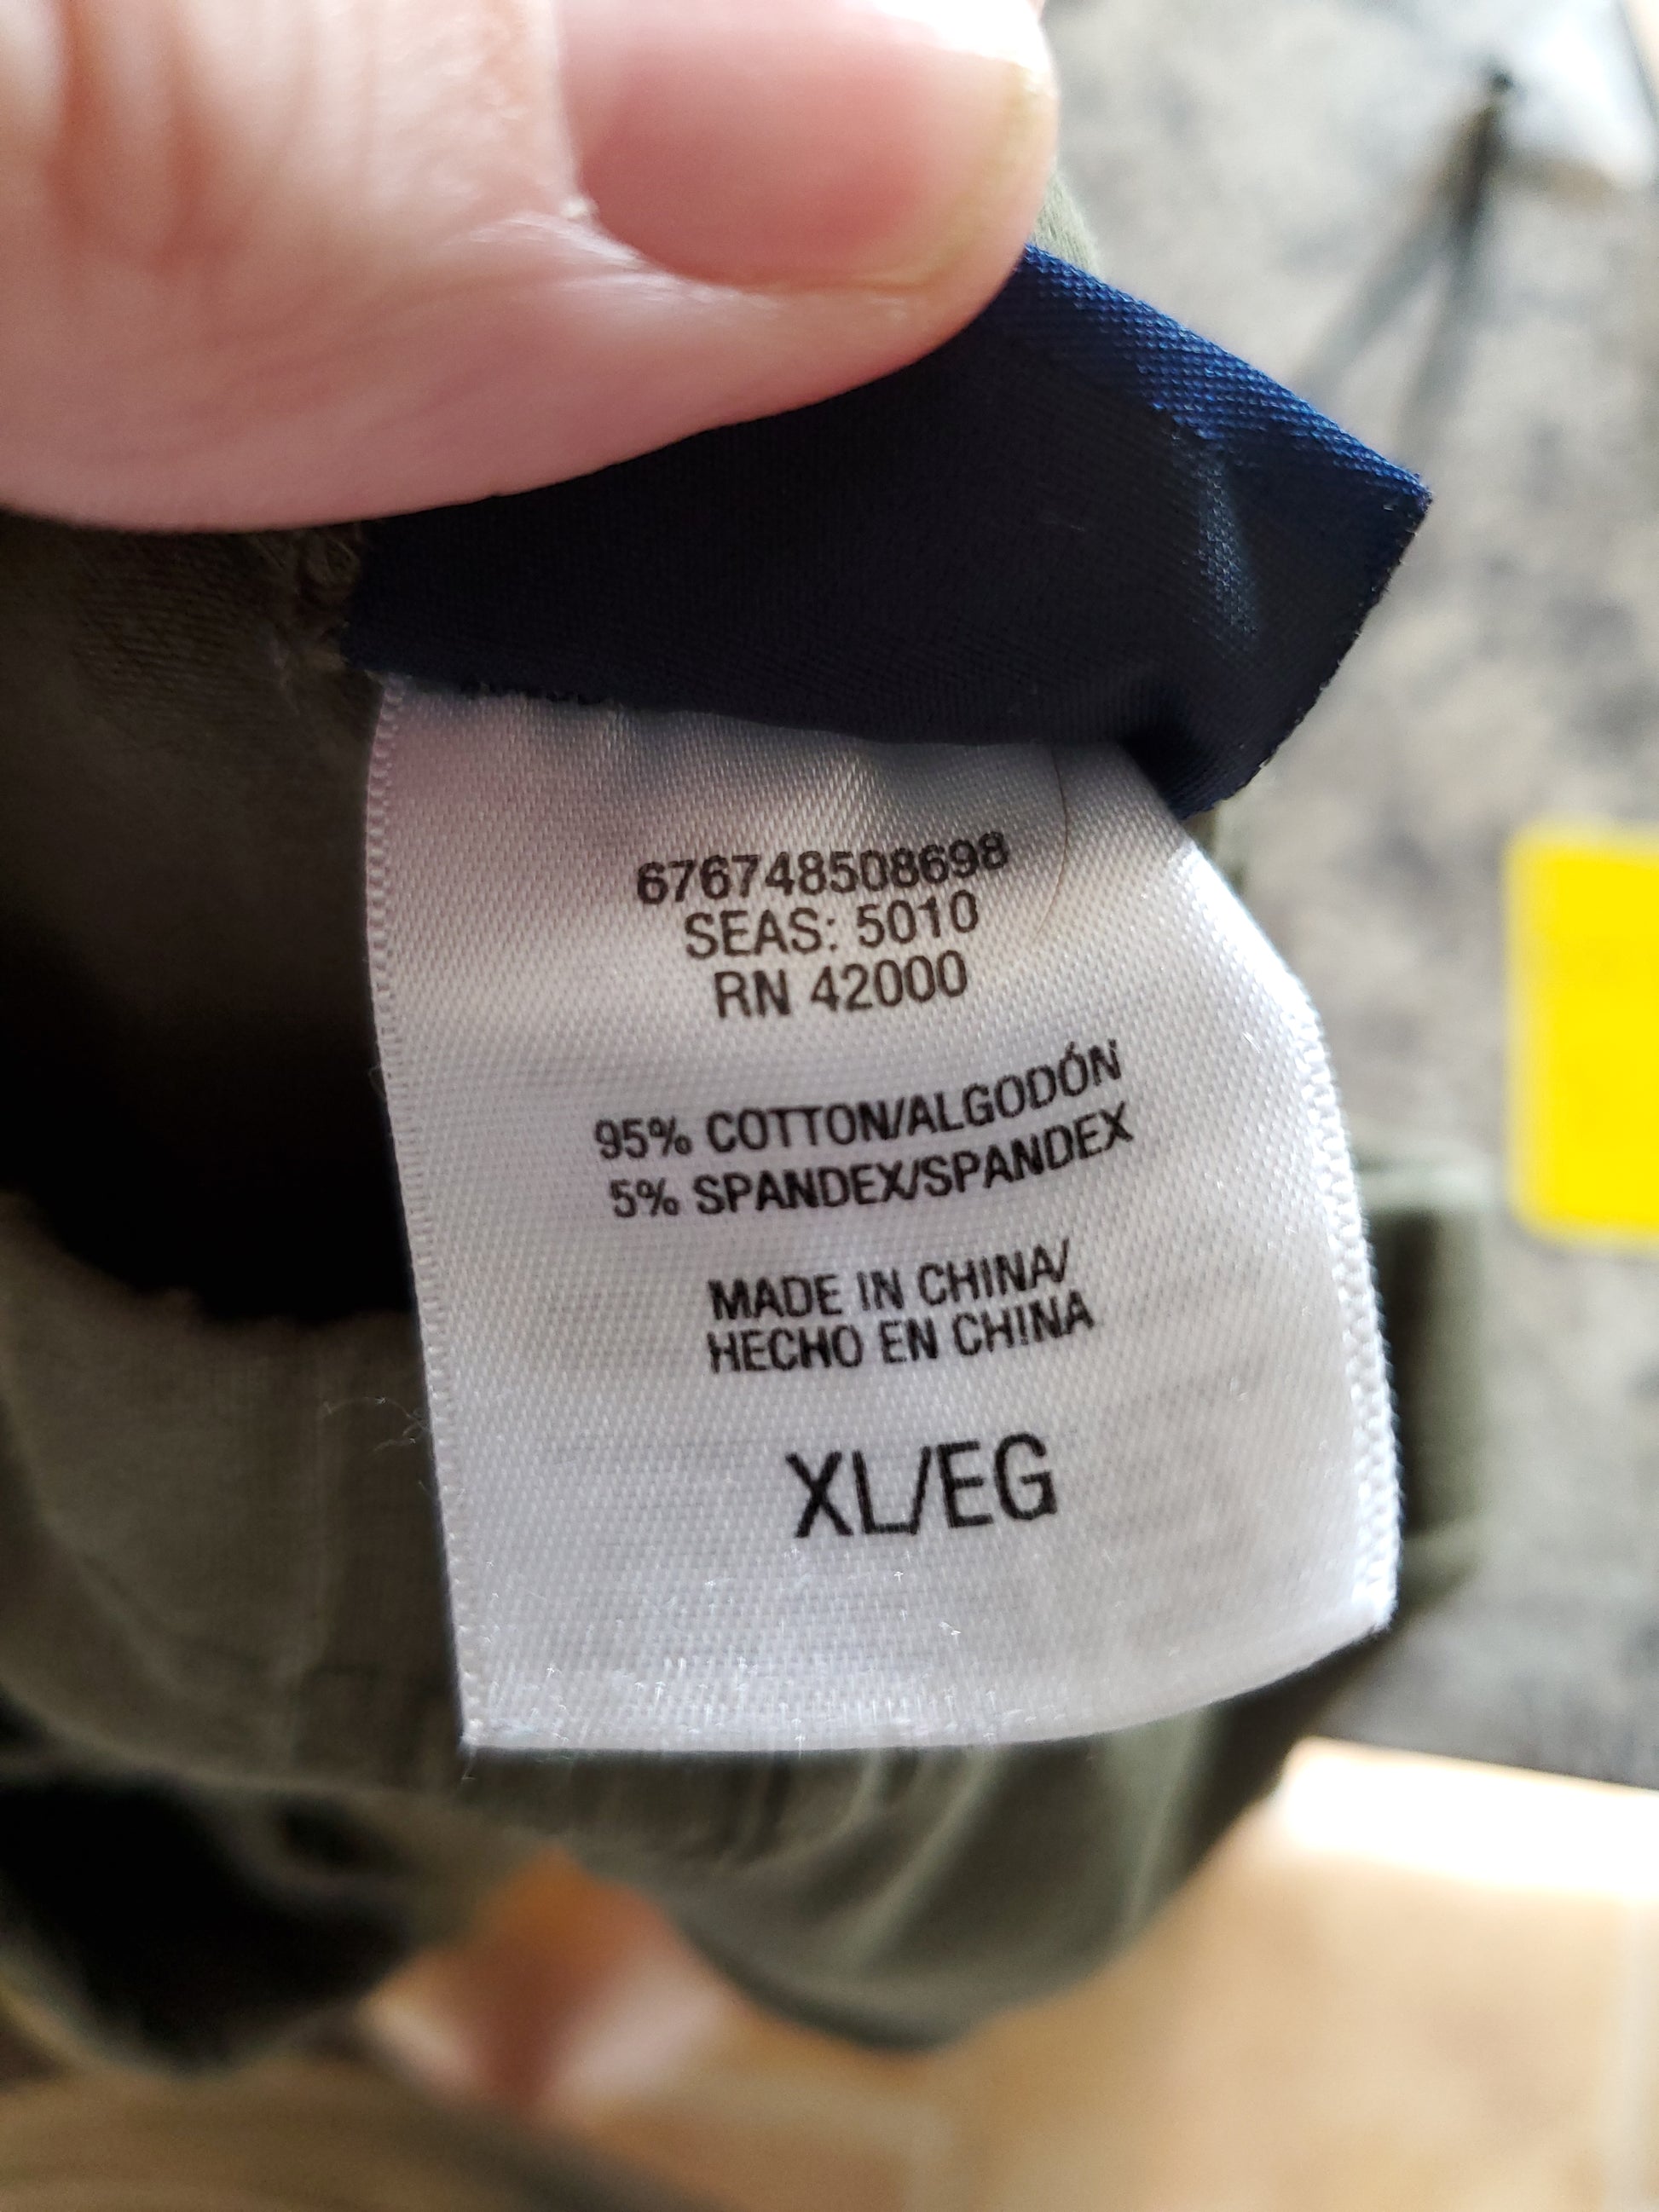 676748508698
SEAS: 5010
RN 42000
95% COTTON/ALGODÓN
5% SPANDEX/SPANDEX
MADE IN CHINA/
HECHO EN CHINA
XL/EG